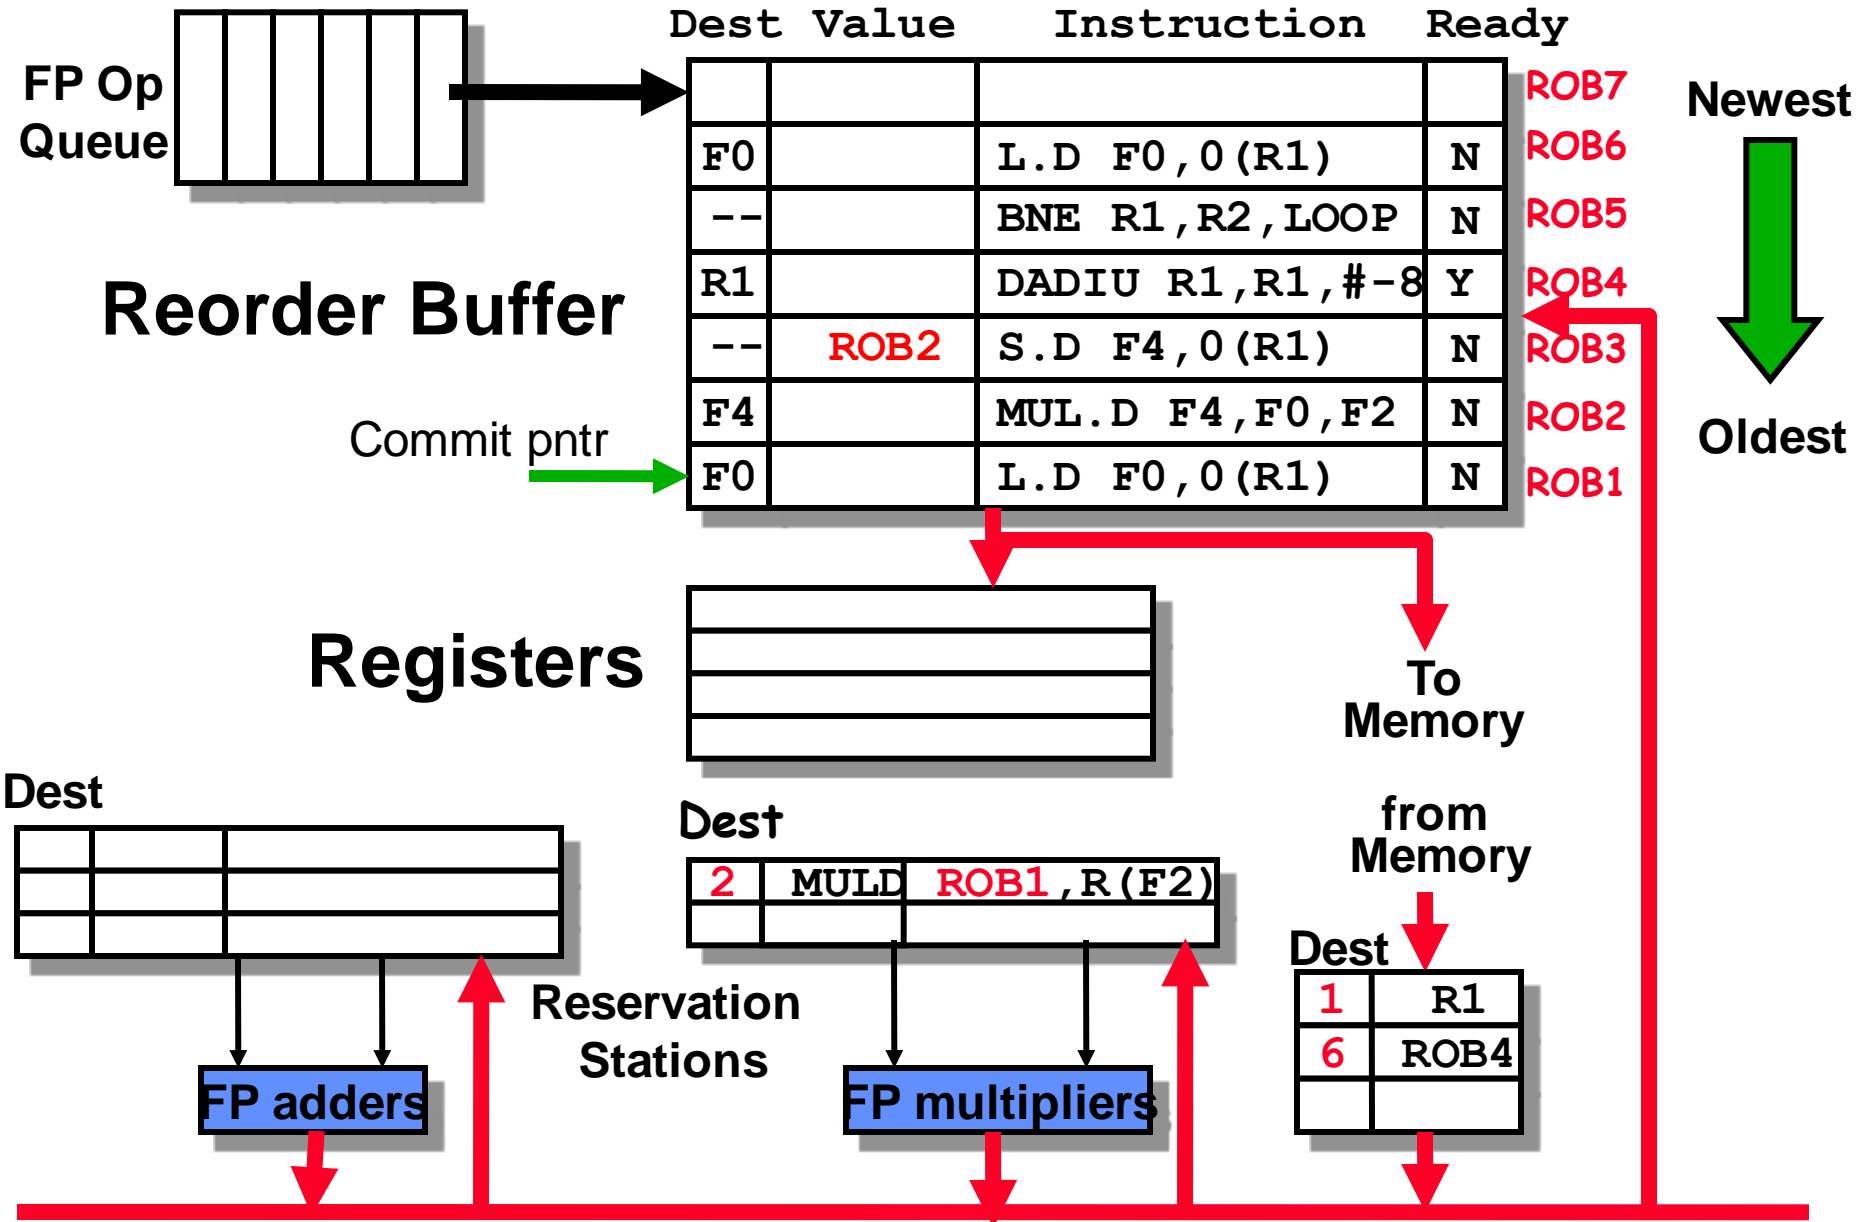 Dest Value Instruction Ready
FP Op
Queue
ROB7
Newest
F0 L.D F0,0(R1) N ROB6
-- BNE R1,R2,LOOP N ROB5
Reorder Buffer
R1 DADIU R1,R1,#-8 Y ROB4
-- ROB2 S.D F4,0(R1) N ROB3
F4 MUL.D F4,F0,F2 N ROB2
Oldest
Commit pntr
F0 L.D F0,0(R1) N ROB1
Registers
To
Memory
Dest
Dest
from
Memory
2 MULD ROB1,R(F2)
Dest
Reservation
Stations
1 R1
6 ROB4
FP adders
FP multipliers